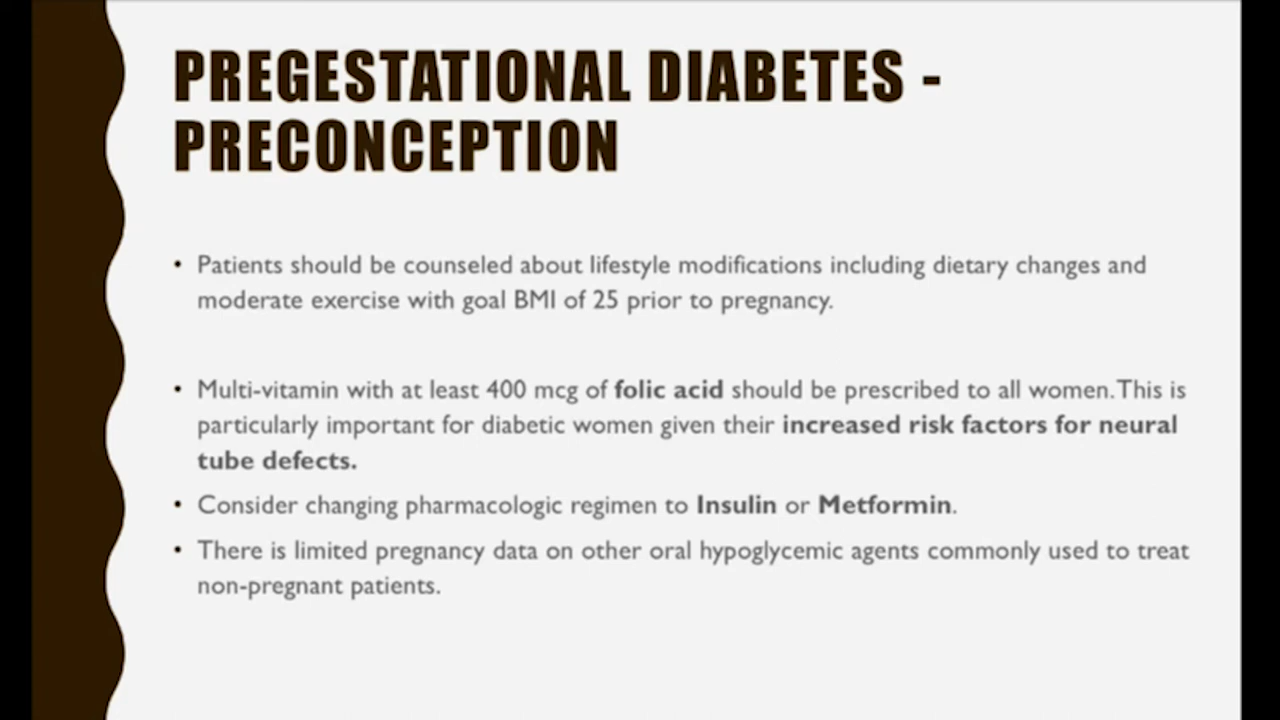 PREGESTATIONAL DIABETES -
PRECONCEPTION
• Patients should be counseled about lifestyle modifications including dietary changes and
moderate exercise with goal BMI of 25 prior to pregnancy.
• Multi-vitamin with at least 400 mcg of folic acid should be prescribed to all women. This is
particularly important for diabetic women given their increased risk factors for neural
tube defects.
• Consider changing pharmacologic regimen to Insulin or Metformin.
• There is limited pregnancy data on other oral hypoglycemic agents commonly used to treat
non-pregnant patients.